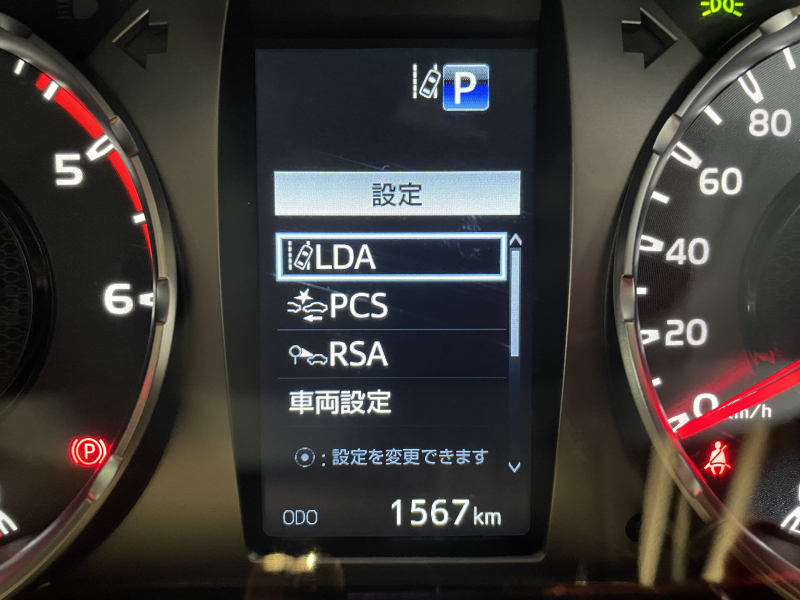 P
設定
LDA
PCS
RSA
車両設定
: 設定を変更できます
ODO 1567 km
5
6
P
80
60
40
20
0
km/h